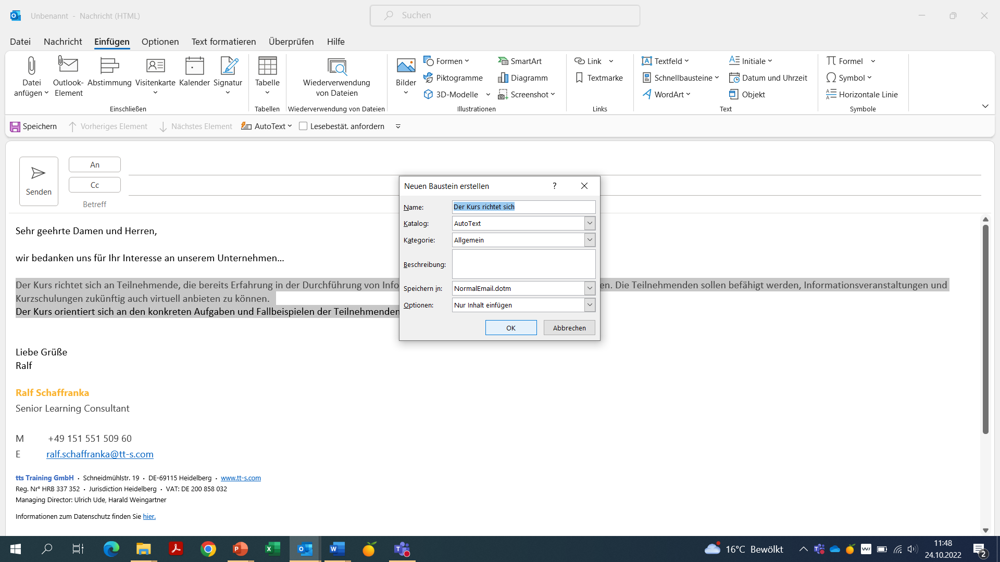 Unbenannt - Nachricht (HTML)
Suchen
Datei Nachricht Einfügen Optionen Text formatieren Überprüfen Hilfe
Datei anfügen
Outlook-Element
Abstimmung
Visitenkarte
Kalender
Signatur
Einschließen
Tabelle
Tabellen
Wiederverwendung von Dateien
Wiederverwendung von Dateien
Bilder
Formen
Piktogramme
3D-Modelle
SmartArt
Diagramm
Screenshot
Illustrationen
Link
Textmarke
Links
Textfeld
Schnellbausteine
WordArt
Initiale
Datum und Uhrzeit
Objekt
Text
Formel
Symbol
Horizontale Linie
Symbole
Speichern Vorheriges Element Nächstes Element AutoText Lesebestät. anfordern
Senden
An
Cc
Betreff
Neuen Baustein erstellen ?
Name: Der Kurs richtet sich
Katalog: AutoText
Kategorie: Allgemein
Beschreibung:
Speichern in: NormalEmail.dotm
Optionen: Nur Inhalt einfügen
OK Abbrechen
Sehr geehrte Damen und Herren,
wir bedanken uns für Ihr Interesse an unserem Unternehmen...
Der Kurs richtet sich an Teilnehmende, die bereits Erfahrung in der Durchführung von Info en. Die Teilnehmenden sollen befähigt werden, Informationsveranstaltungen und
Kurzschulungen zukünftig auch virtuell anbieten zu können.
Der Kurs orientiert sich an den konkreten Aufgaben und Fallbeispielen der Teilnehmenden
Liebe Grüße
Ralf
Ralf Schaffranka
Senior Learning Consultant
M +49 151 551 509 60
E ralf.schaffranka@tt-s.com
tts Training GmbH · Schneidmühlstr. 19 · DE-69115 Heidelberg · www.tt-s.com
Reg. Nr° HRB 337 352 · Jurisdiction Heidelberg · VAT: DE 200 858 032
Managing Director: Ulrich Ude, Harald Weingartner
Informationen zum Datenschutz finden Sie hier.
16°C Bewölkt
11:48
24.10.2022
2